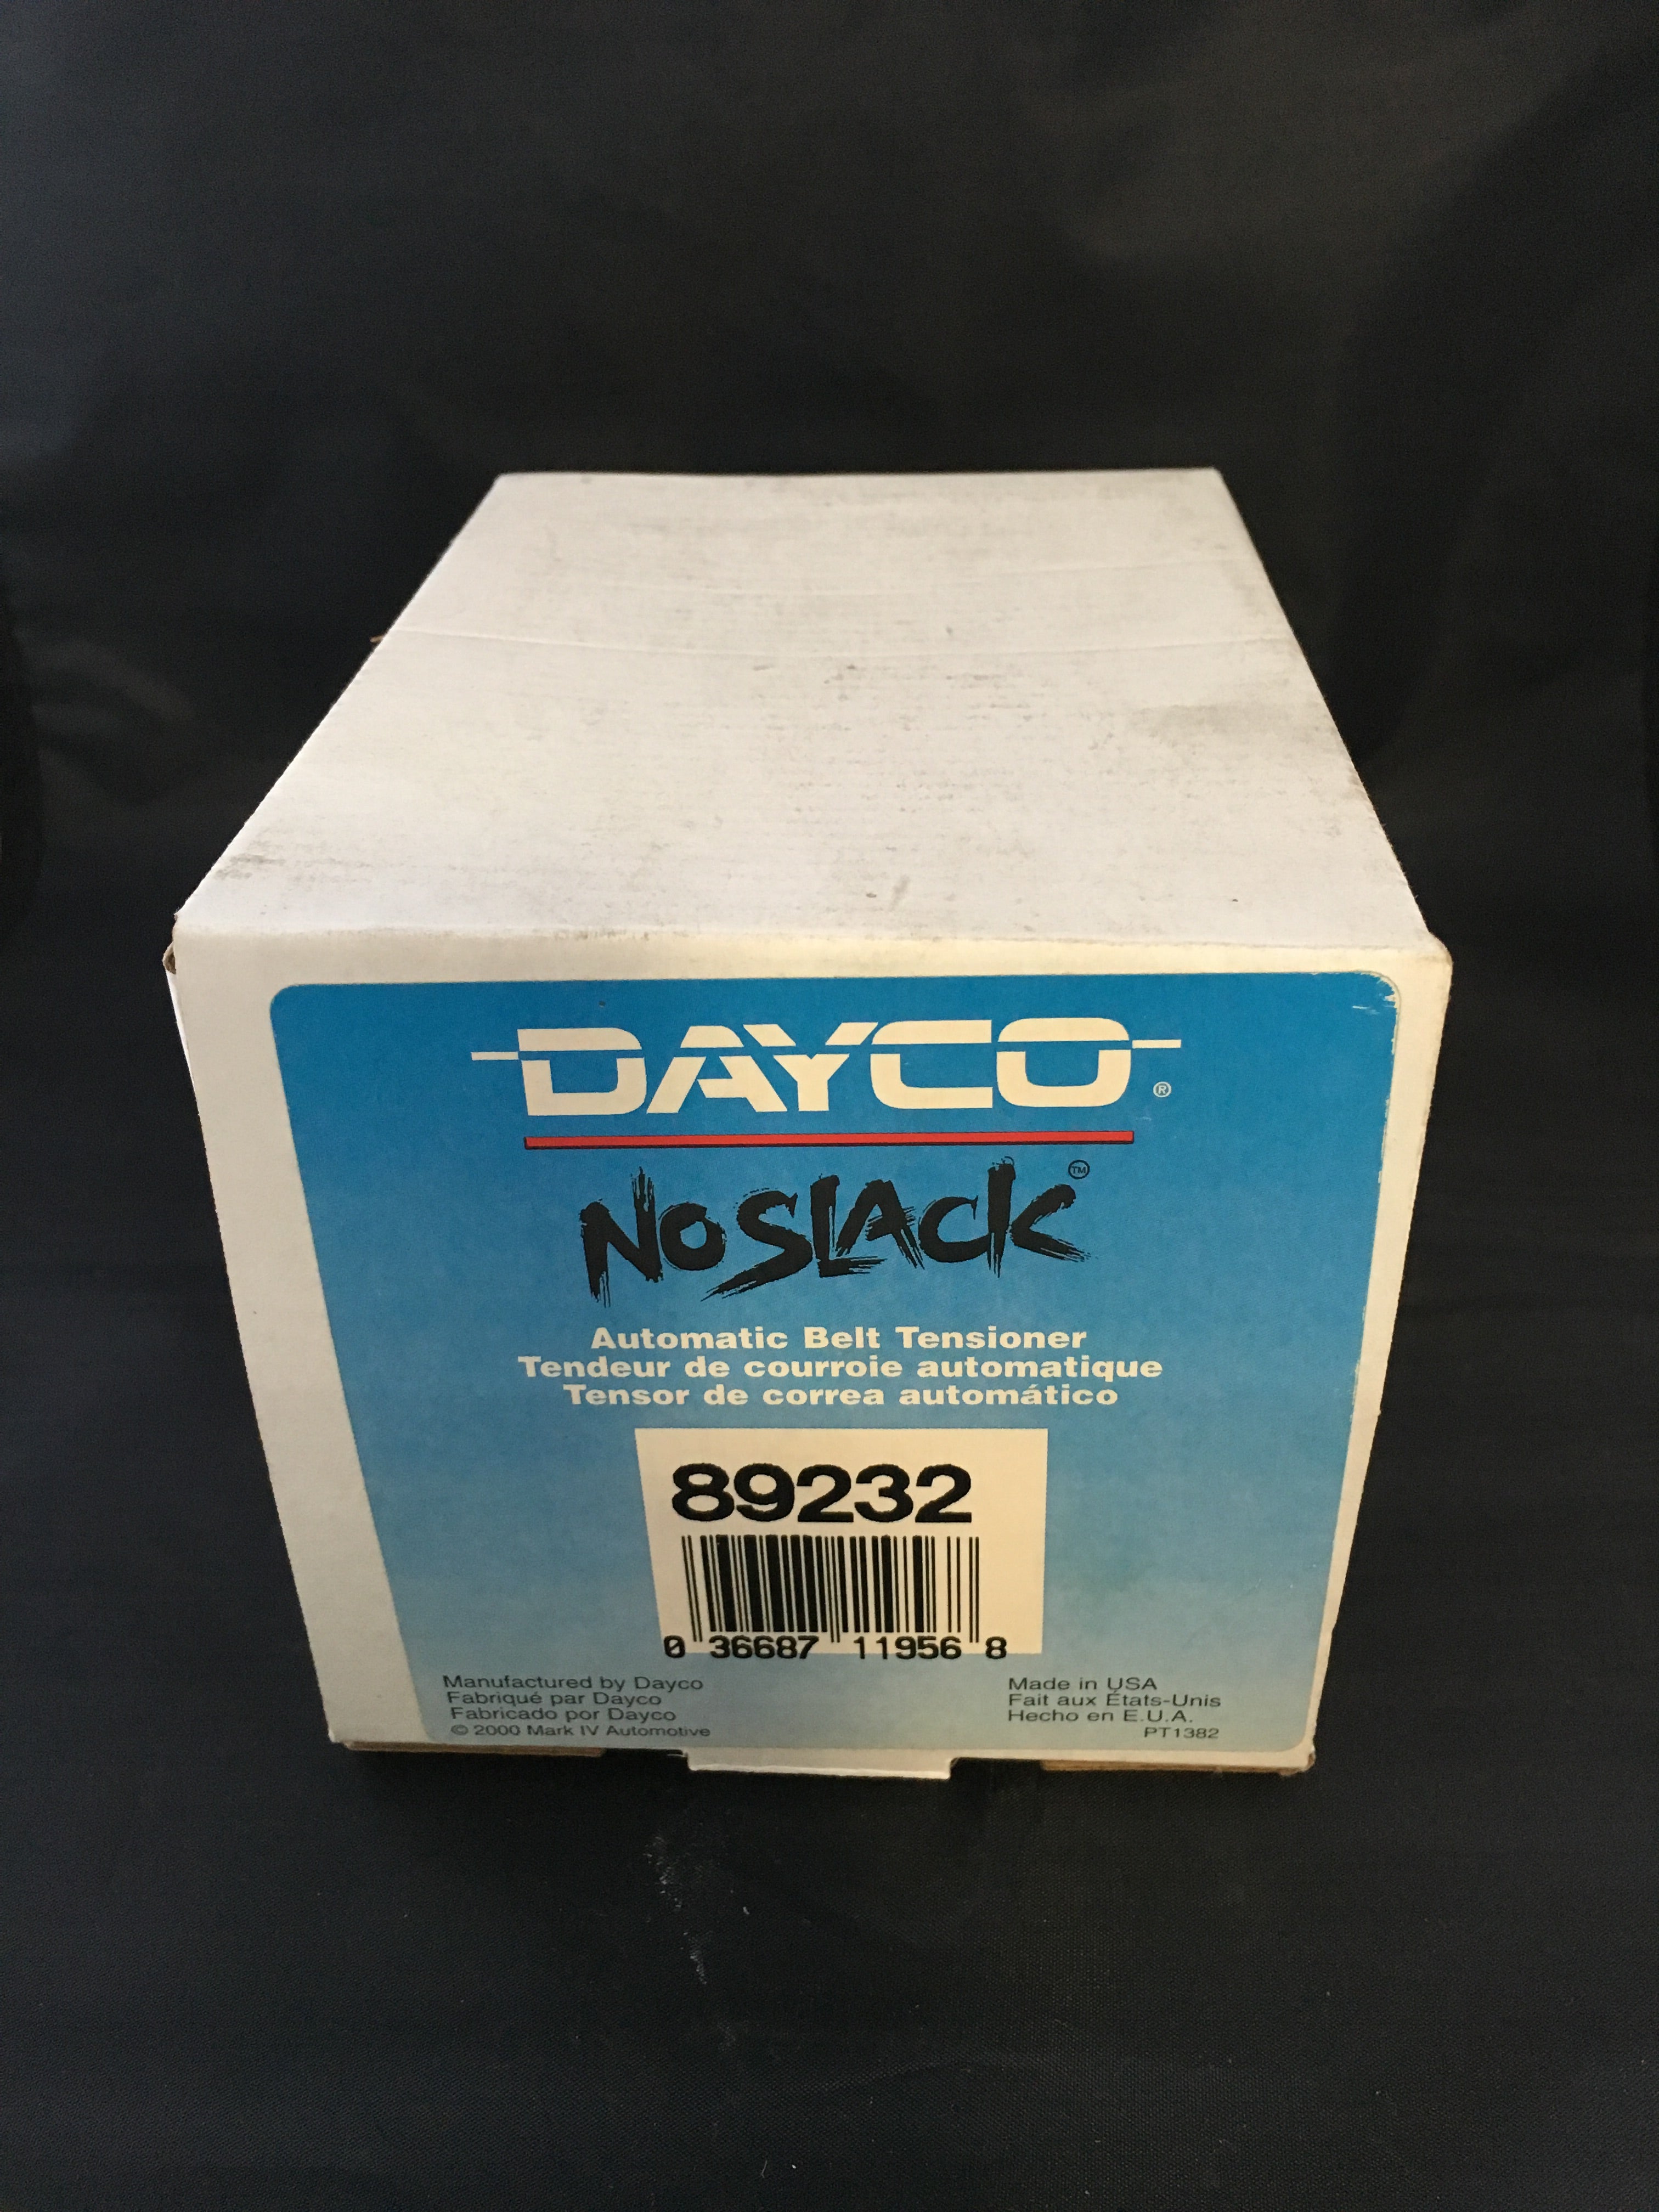 DAYCO®
NO SLACK™
Automatic Belt Tensioner
Tendeur de courroie automatique
Tensor de correa automático
89232
0 36687 11956 8
Manufactured by Dayco
Fabriqué par Dayco
Fabricado por Dayco
© 2000 Mark IV Automotive
Made in USA
Fait aux États-Unis
Hecho en E.U.A.
PT1382